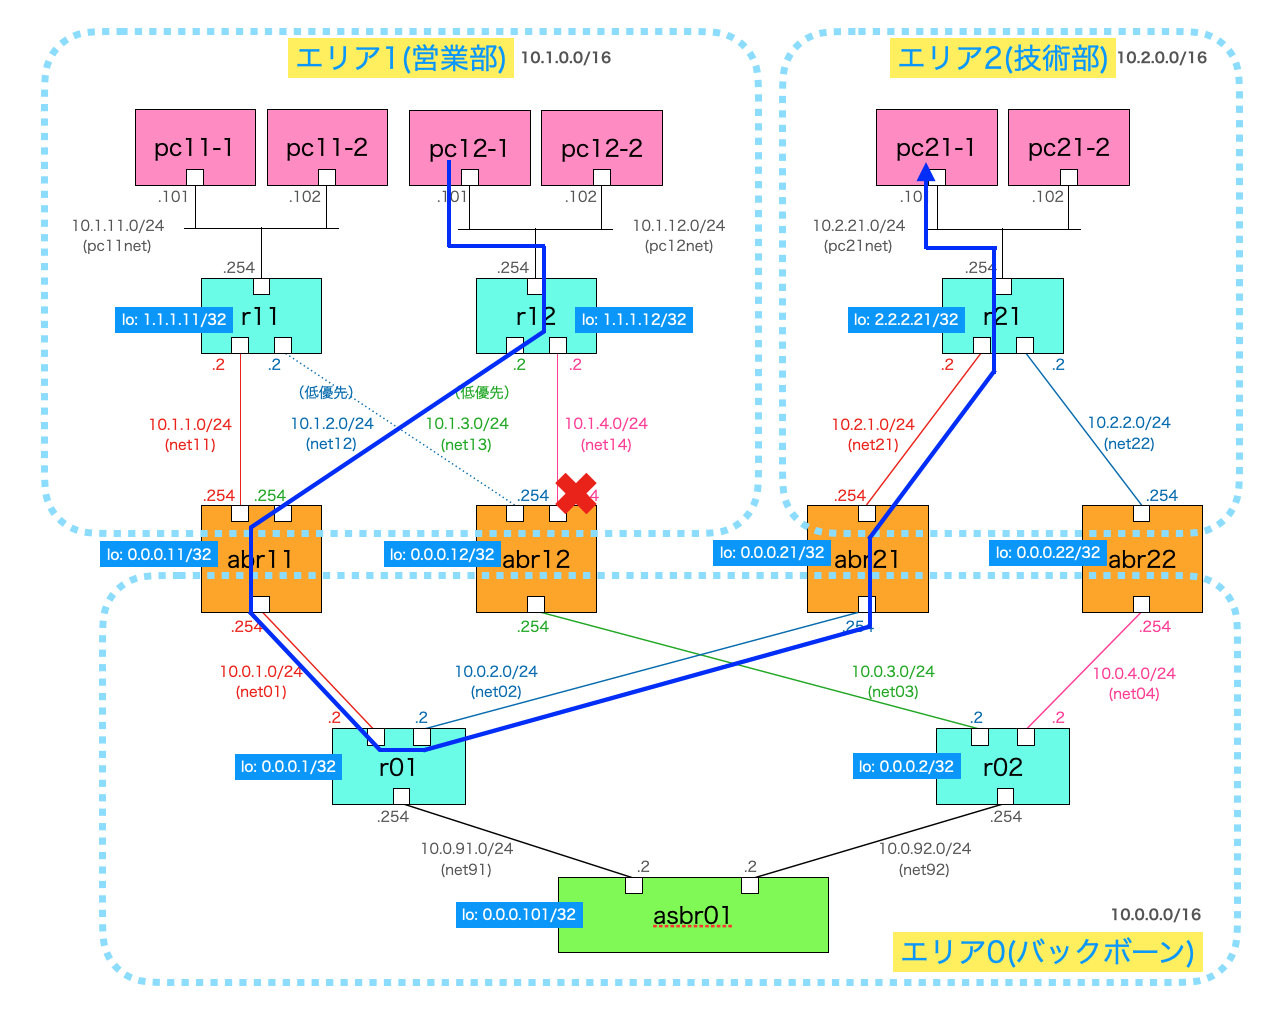 エリア1(営業部)
10.1.0.0/16
エリア2(技術部)
10.2.0.0/16
pc11-1
pc11-2
pc12-1
pc12-2
pc21-1
pc21-2
.101
.102
.101
.102
.102
10.1.11.0/24
(pc11net)
10.1.12.0/24
(pc12net)
10.2.21.0/24
(pc21net)
.254
.254
.254
lo: 1.1.1.11/32
r11
r12
lo: 1.1.1.12/32
lo: 2.2.2.21/32
r21
.2
.2
.2
.2
.2
.2
(低優先)
(低優先)
10.1.1.0/24
(net11)
10.1.2.0/24
(net12)
10.1.3.0/24
(net13)
10.1.4.0/24
(net14)
10.2.1.0/24
(net21)
10.2.2.0/24
(net22)
.254
.254
.254
.254
.254
lo: 0.0.0.11/32
abr11
lo: 0.0.0.12/32
abr12
lo: 0.0.0.21/32
abr21
lo: 0.0.0.22/32
abr22
.254
.254
.254
.254
10.0.1.0/24
(net01)
10.0.2.0/24
(net02)
10.0.3.0/24
(net03)
10.0.4.0/24
(net04)
.2
.2
.2
.2
lo: 0.0.0.1/32
r01
lo: 0.0.0.2/32
r02
.254
.254
10.0.91.0/24
(net91)
10.0.92.0/24
(net92)
.2
.2
lo: 0.0.0.101/32
asbr01
10.0.0.0/16
エリア0(バックボーン)